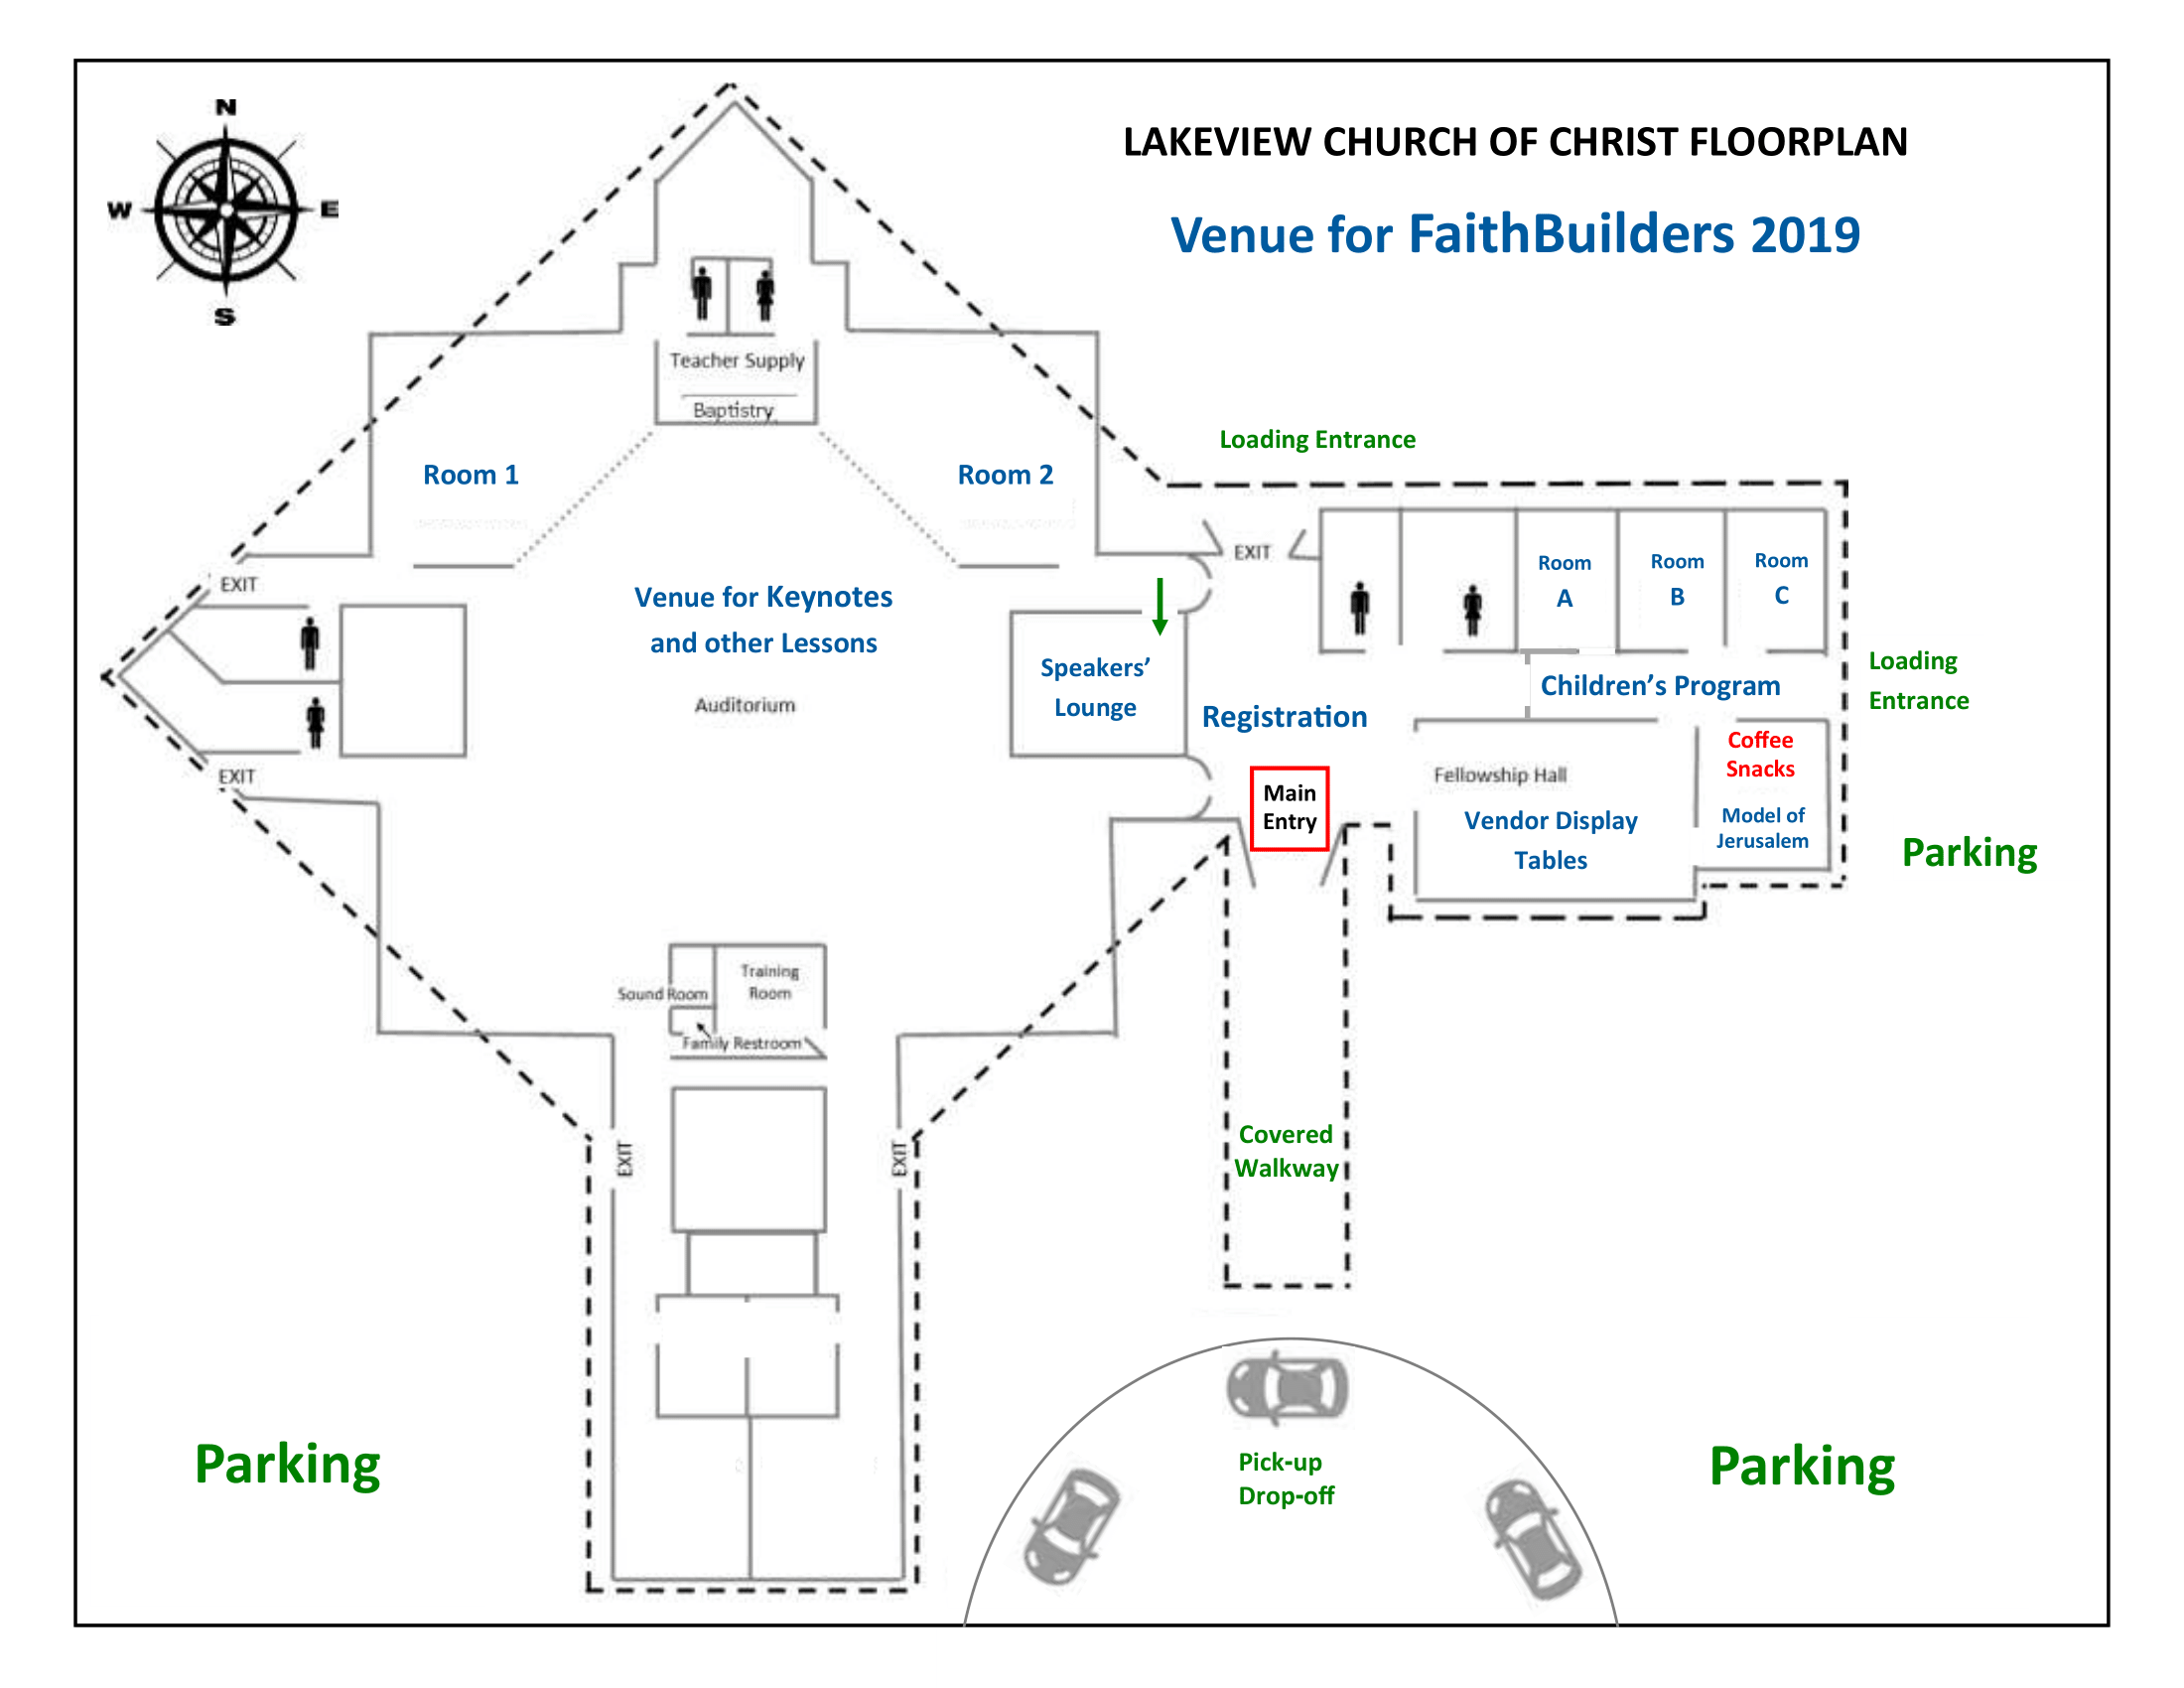 N
W E
S
LAKEVIEW CHURCH OF CHRIST FLOORPLAN
Venue for FaithBuilders 2019
Teacher Supply
Baptistry
Loading Entrance
Room 1
Room 2
EXIT
EXIT
Room
A
Room
B
Room
C
Venue for Keynotes
and other Lessons
Auditorium
Speakers’
Lounge
Registration
Children’s Program
Loading
Entrance
Coffee
Snacks
Model of
Jerusalem
Fellowship Hall
Vendor Display
Tables
Main
Entry
EXIT
Parking
Training
Room
Sound Room
Family Restroom
EXIT
EXIT
Covered
Walkway
Parking
Pick-up
Drop-off
Parking